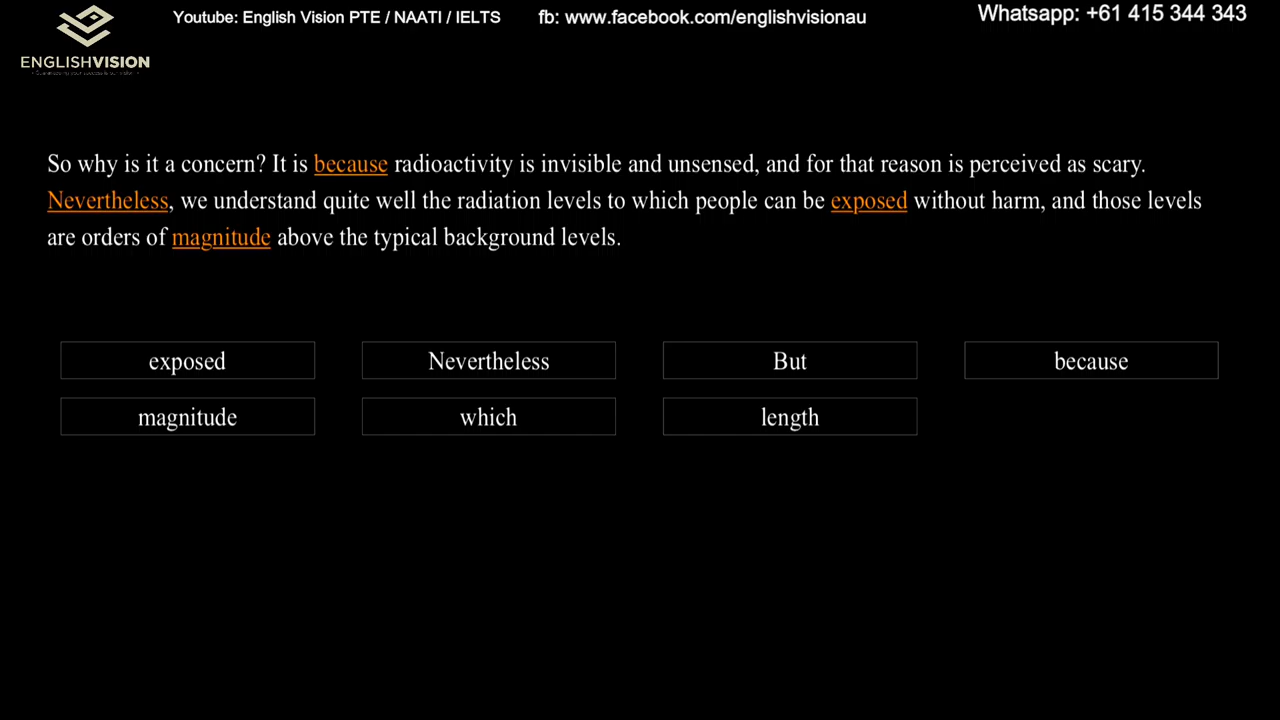 Youtube: English Vision PTE / NAATI / IELTS fb: www.facebook.com/englishvisionau Whatsapp: +61 415 344 343
ENGLISHVISION
So why is it a concern? It is because radioactivity is invisible and unsensed, and for that reason is perceived as scary.
Nevertheless, we understand quite well the radiation levels to which people can be exposed without harm, and those levels
are orders of magnitude above the typical background levels.
exposed Nevertheless But because
magnitude which length